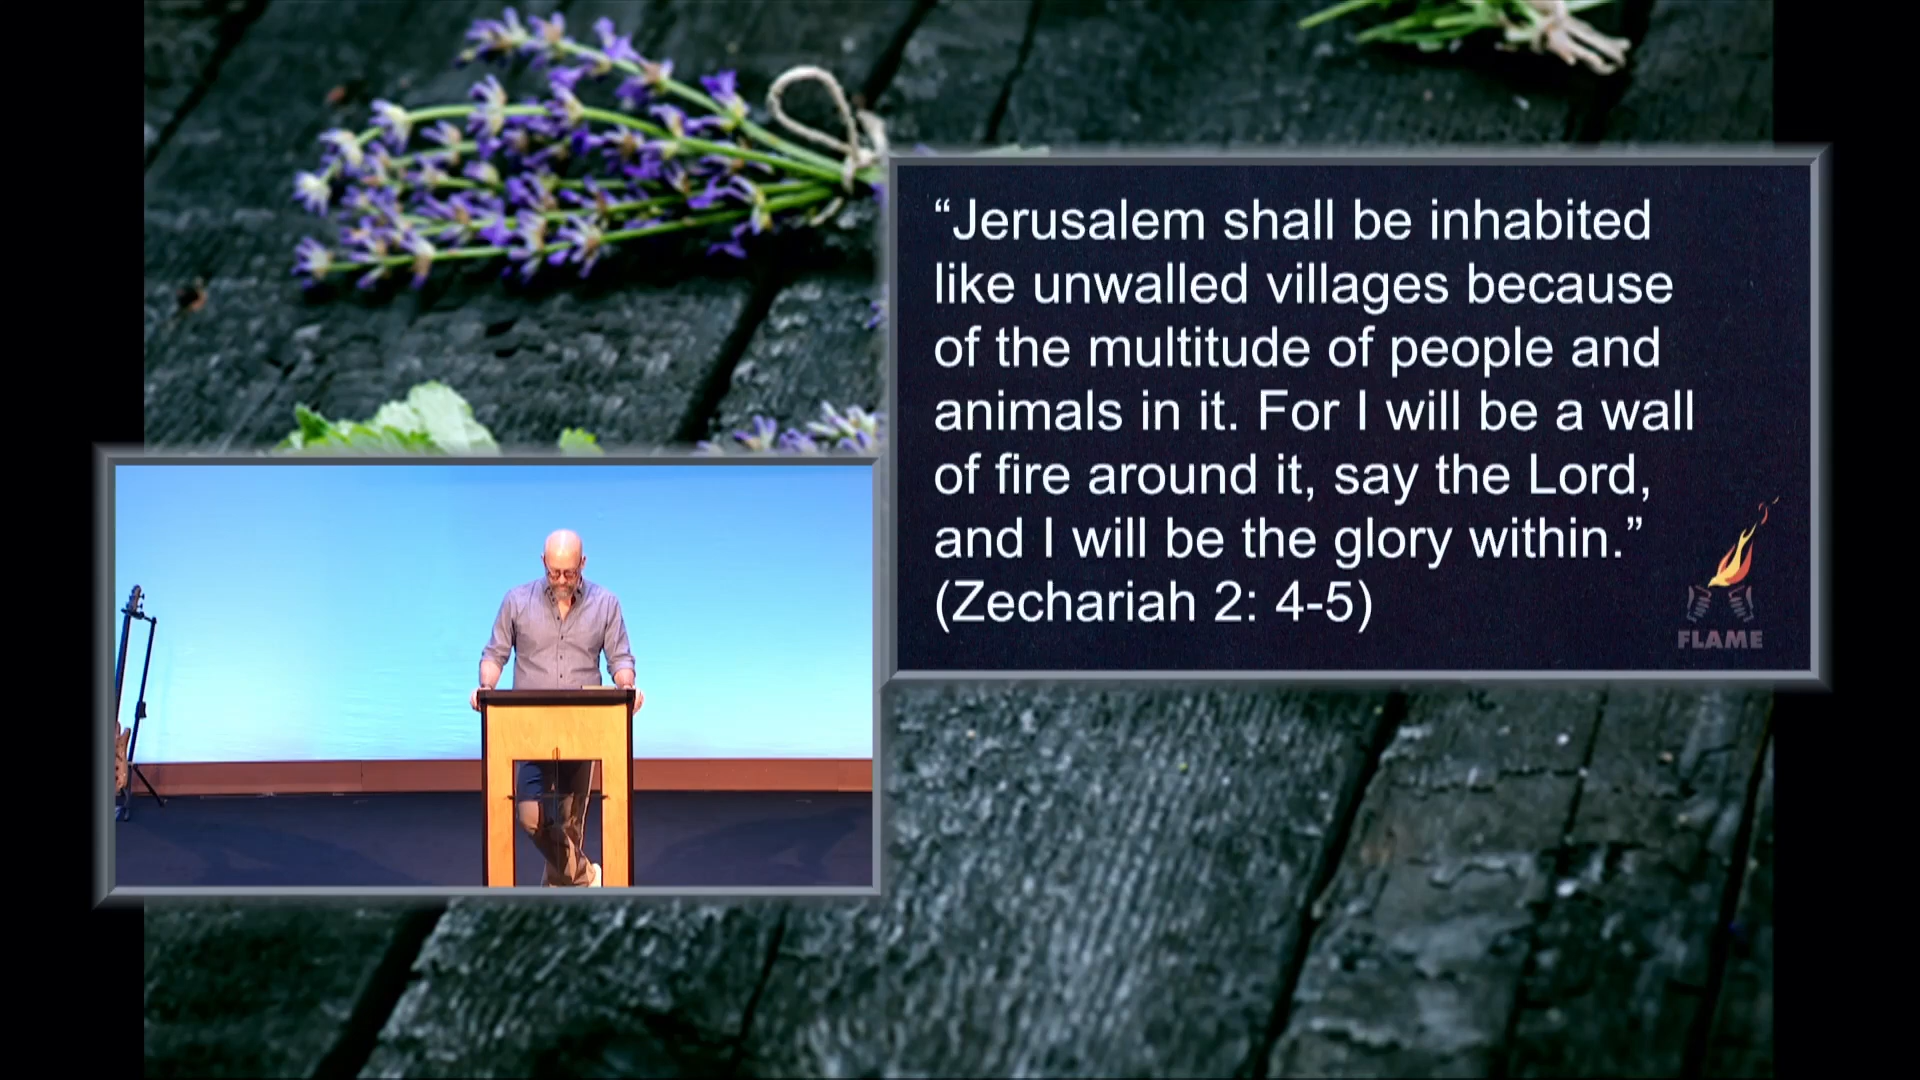 “Jerusalem shall be inhabited
like unwalled villages because
of the multitude of people and
animals in it. For I will be a wall
of fire around it, say the Lord,
and I will be the glory within.”
(Zechariah 2: 4-5)
FLAME